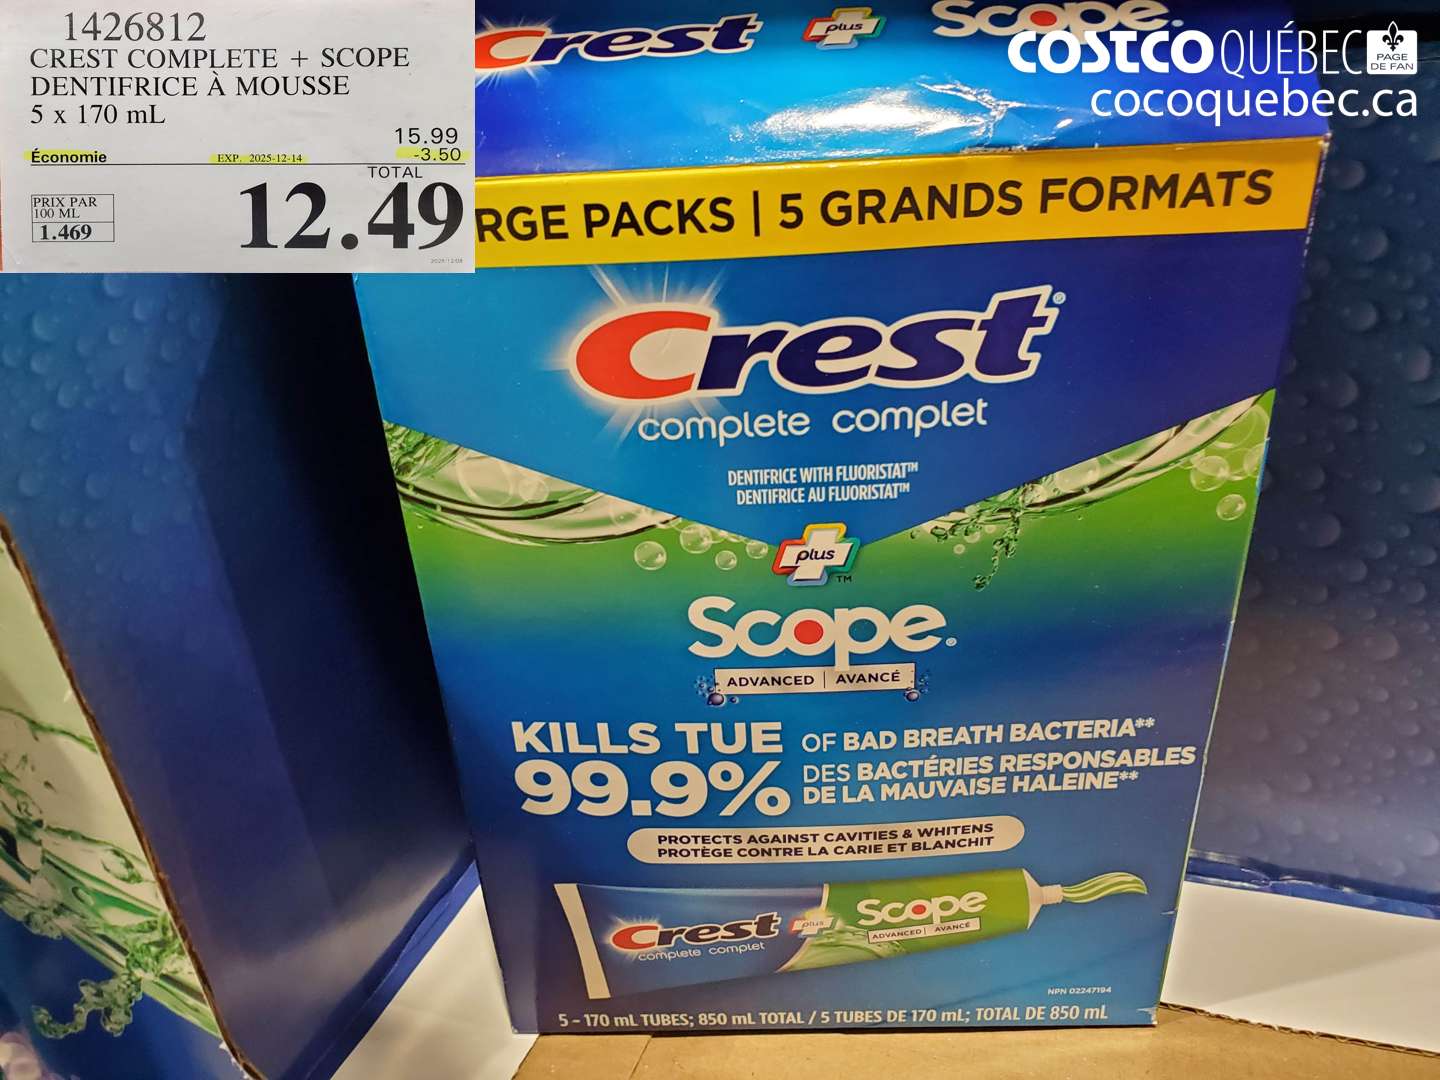 1426812
CREST COMPLETE + SCOPE
DENTIFRICE À MOUSSE
5 x 170 mL
15.99
Économie EXP. 2025-12-14 -3.50
TOTAL
12.49
PRIX PAR
100 ML
1.469
2025/12/08
Crest plus Scope.
COSTCO QUÉBEC PAGE
DE FAN
cocoquebec.ca
RGE PACKS | 5 GRANDS FORMATS
Crest®
complete complet
DENTIFRICE WITH FLUORISTAT™
DENTIFRICE AU FLUORISTAT™
plus™
Scope®
ADVANCED | AVANCÉ
KILLS TUE
99.9%
OF BAD BREATH BACTERIA**
DES BACTÉRIES RESPONSABLES
DE LA MAUVAISE HALEINE**
PROTECTS AGAINST CAVITIES & WHITENS
PROTÈGE CONTRE LA CARIE ET BLANCHIT
Crest plus Scope
complete complet
ADVANCED | AVANCÉ
NPN 02247194
5 - 170 mL TUBES; 850 mL TOTAL / 5 TUBES DE 170 mL; TOTAL DE 850 mL